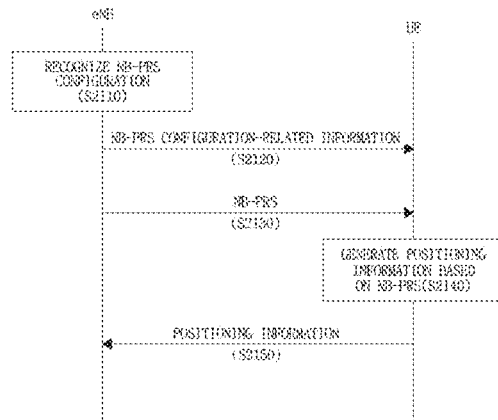 eNB
UE
RECOGNIZE NB-PRS
CONFIGURATION
(S2110)
NB-PRS CONFIGURATION-RELATED INFORMATION
(S2120)
NB-PRS
(S2130)
GENERATE POSITIONING
INFORMATION BASED
ON NB-PRS(S2140)
POSITIONING INFORMATION
(S2150)